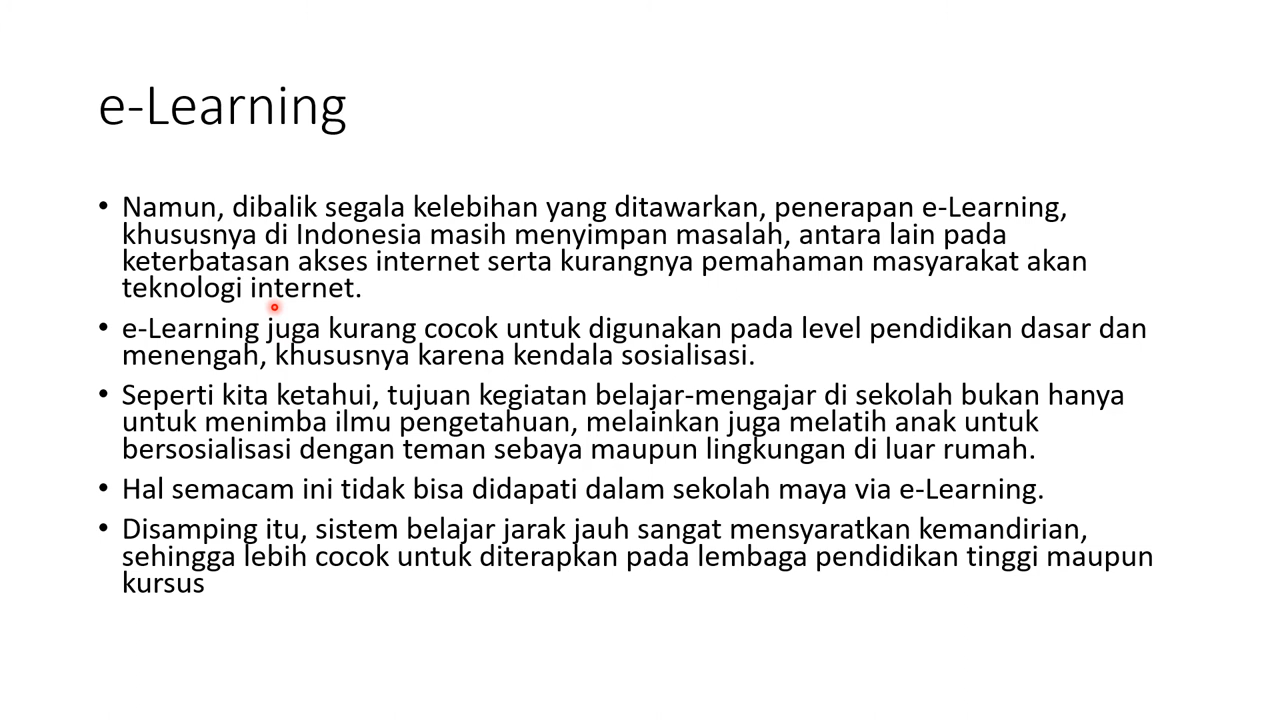 e-Learning
• Namun, dibalik segala kelebihan yang ditawarkan, penerapan e-Learning,
khususnya di Indonesia masih menyimpan masalah, antara lain pada
keterbatasan akses internet serta kurangnya pemahaman masyarakat akan
teknologi internet.
• e-Learning juga kurang cocok untuk digunakan pada level pendidikan dasar dan
menengah, khususnya karena kendala sosialisasi.
• Seperti kita ketahui, tujuan kegiatan belajar-mengajar di sekolah bukan hanya
untuk menimba ilmu pengetahuan, melainkan juga melatih anak untuk
bersosialisasi dengan teman sebaya maupun lingkungan di luar rumah.
• Hal semacam ini tidak bisa didapati dalam sekolah maya via e-Learning.
• Disamping itu, sistem belajar jarak jauh sangat mensyaratkan kemandirian,
sehingga lebih cocok untuk diterapkan pada lembaga pendidikan tinggi maupun
kursus